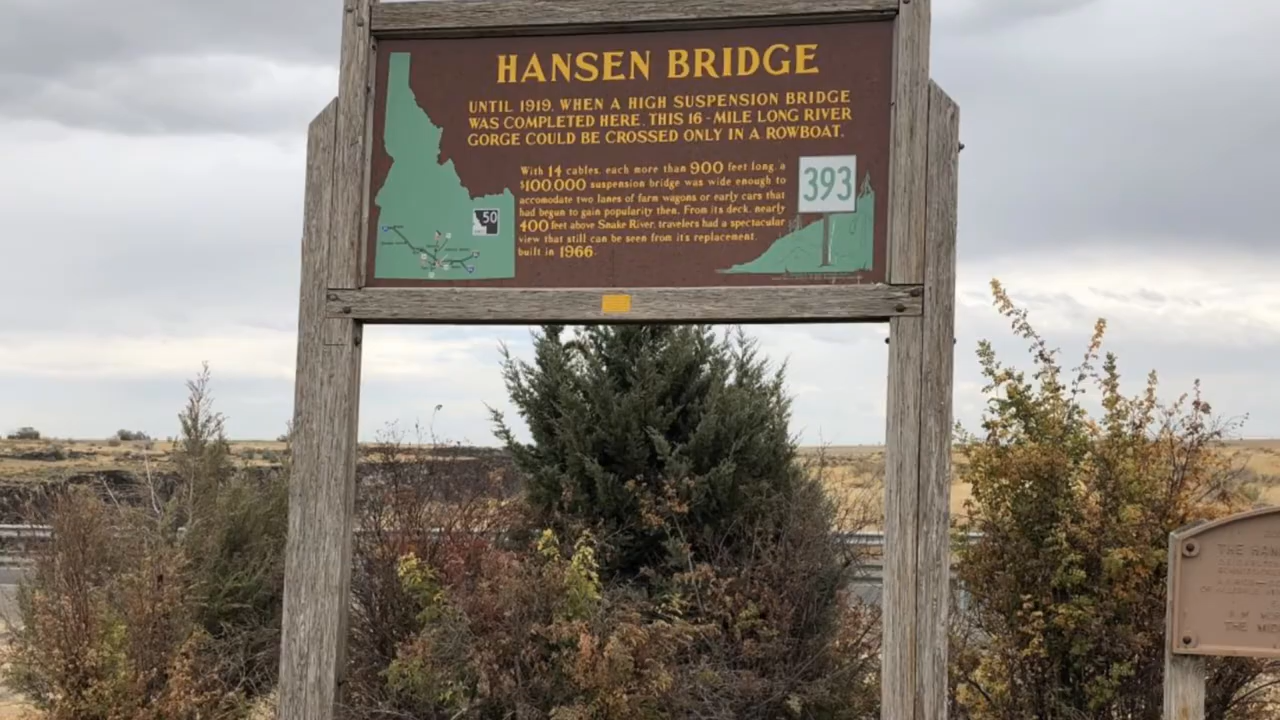 HANSEN BRIDGE
UNTIL 1919, WHEN A HIGH SUSPENSION BRIDGE
WAS COMPLETED HERE, THIS 16-MILE LONG RIVER
GORGE COULD BE CROSSED ONLY IN A ROWBOAT.
With 14 cables, each more than 900 feet long, a
$100,000 suspension bridge was wide enough to
accomodate two lanes of farm wagons or early cars that
had begun to gain popularity then. From its deck, nearly
400 feet above Snake River, travelers had a spectacular
view that still can be seen from its replacement,
built in 1966.
393
50
THE HAN
THE ME